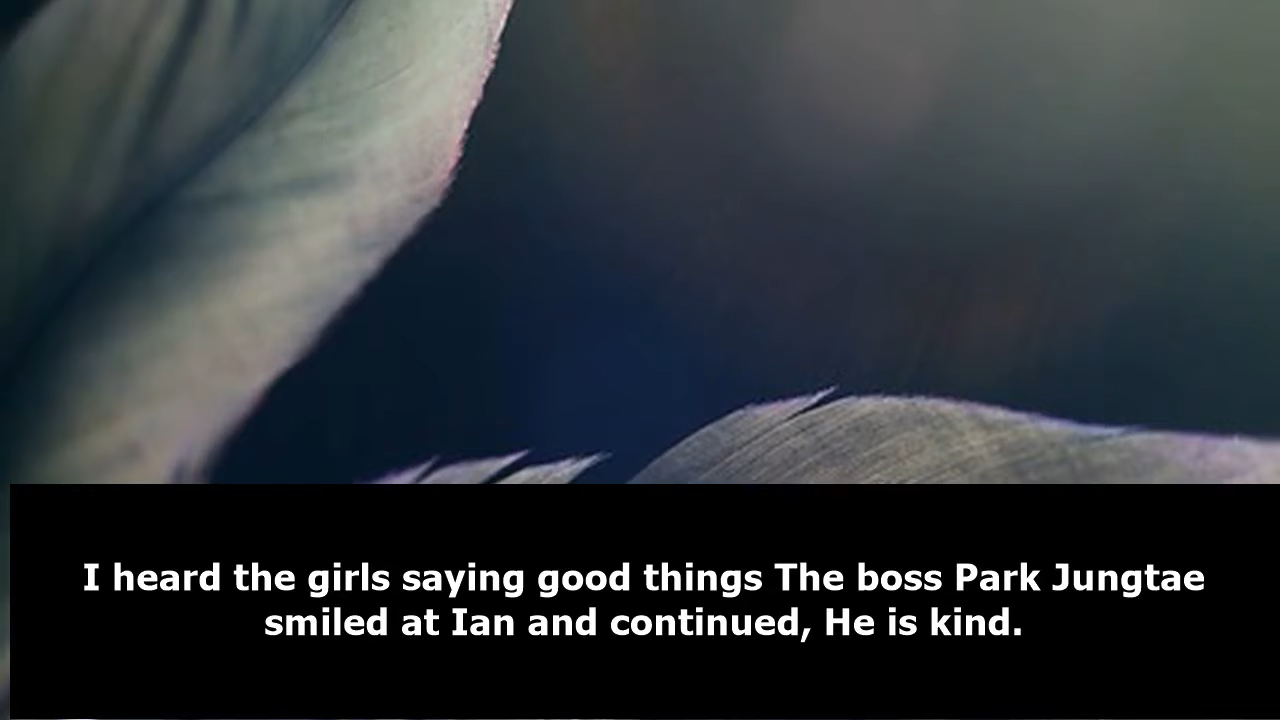 I heard the girls saying good things The boss Park Jungtae
smiled at Ian and continued, He is kind.